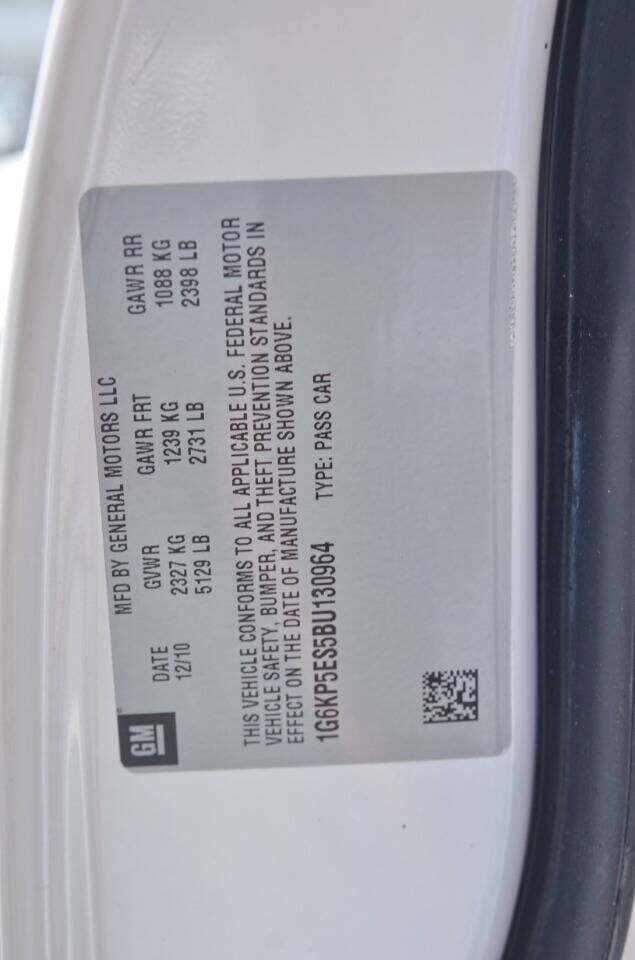 GM
MFD BY GENERAL MOTORS LLC
DATE GVWR GAWR FRT GAWR RR
12/10 2327 KG 1239 KG 1088 KG
5129 LB 2731 LB 2398 LB
THIS VEHICLE CONFORMS TO ALL APPLICABLE U.S. FEDERAL MOTOR
VEHICLE SAFETY, BUMPER, AND THEFT PREVENTION STANDARDS IN
EFFECT ON THE DATE OF MANUFACTURE SHOWN ABOVE.
1G6KP5ES5BU130964 TYPE: PASS CAR